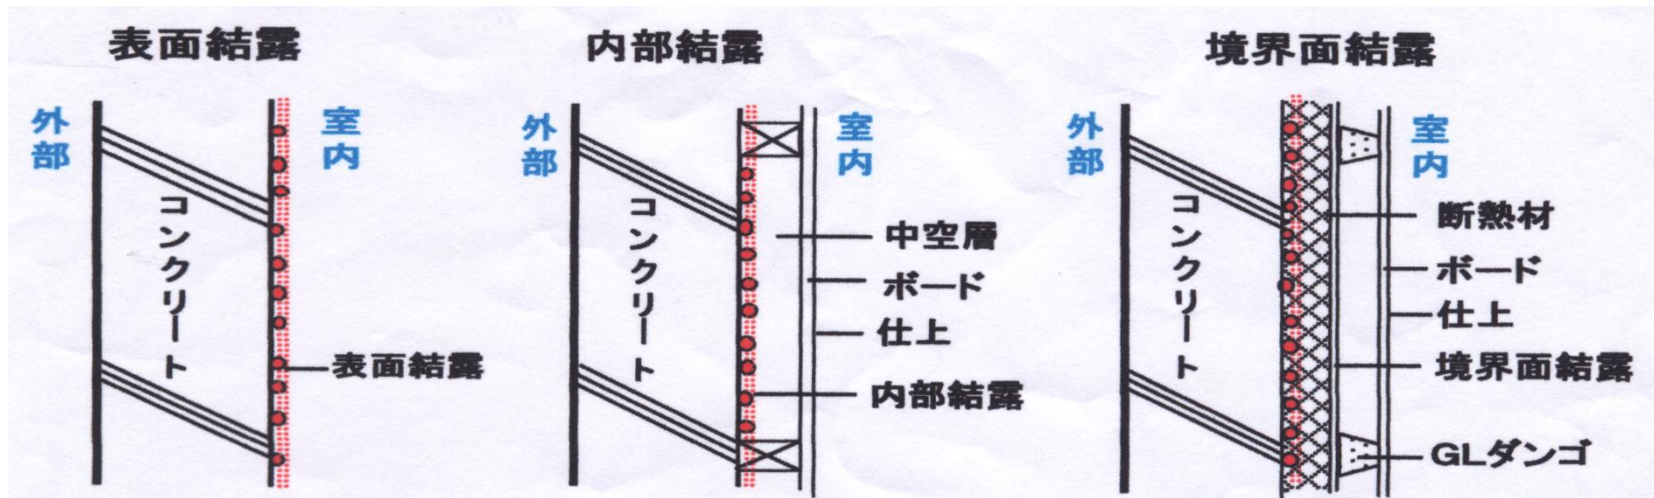 表面結露
外部
室内
コンクリート
表面結露
内部結露
外部
室内
コンクリート
中空層
ボード
仕上
内部結露
境界面結露
外部
室内
コンクリート
断熱材
ボード
仕上
境界面結露
GLダンゴ